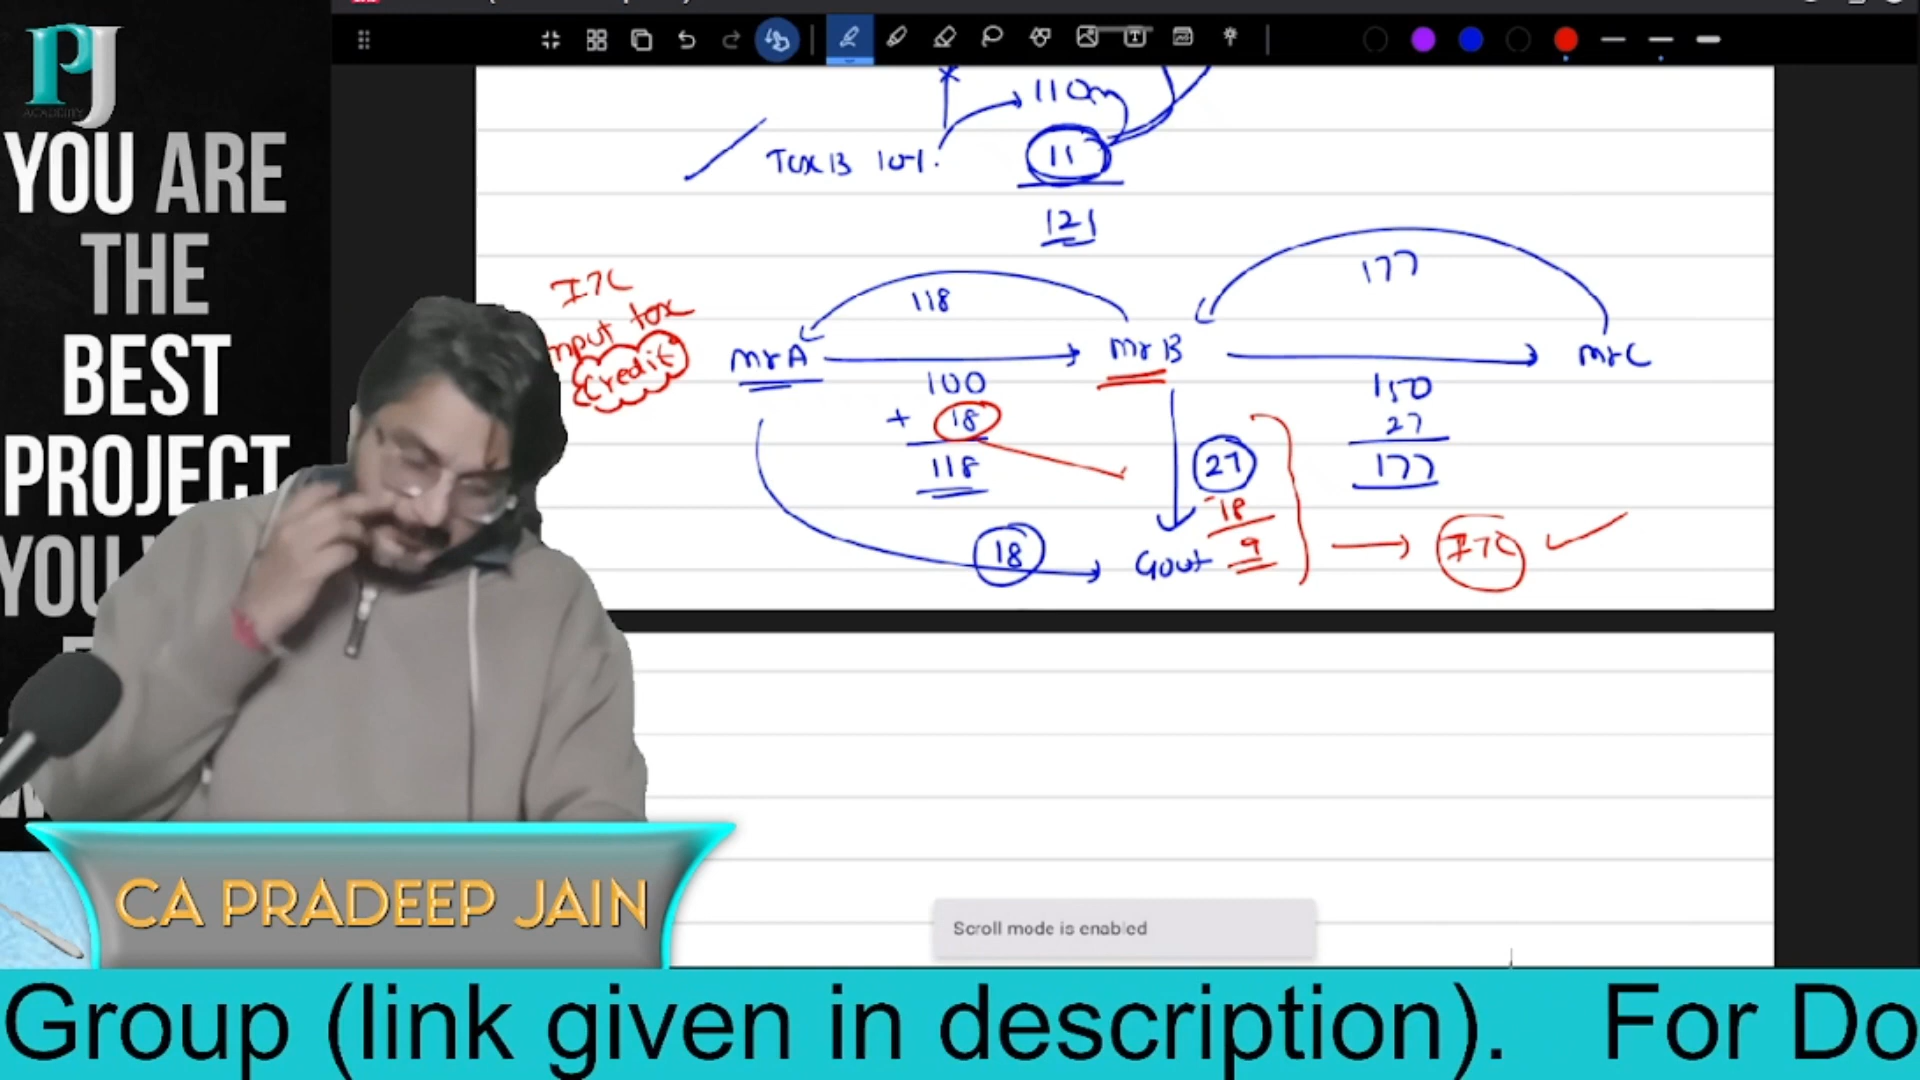 PJ
ACADEMY
YOU ARE
THE
BEST
PROJECT
YOU
110
Tax B 10%.
11
121
ITC
Input tax
Credit
118
177
Mr A
Mr B
Mr C
100
150
+ 18
27
118
177
27
18
9
18
Govt
ITC
Scroll mode is enabled
CA PRADEEP JAIN
Group (link given in description). For Do